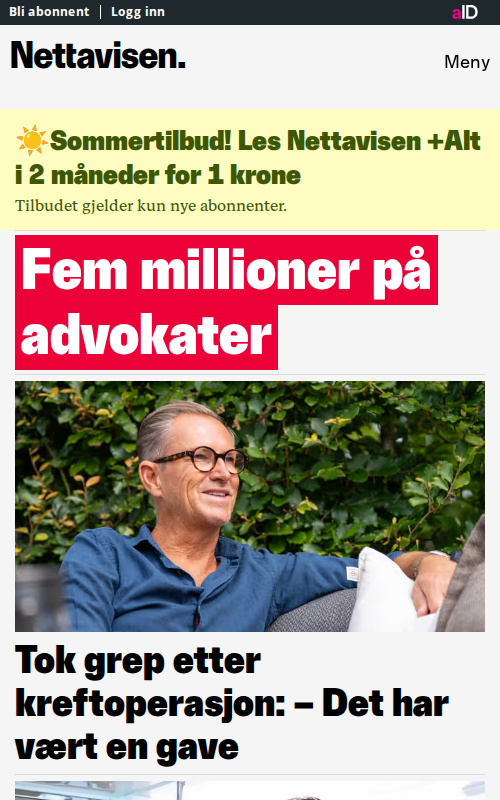 Bli abonnent | Logg inn
aID
Nettavisen.
Meny
☀️Sommertilbud! Les Nettavisen +Alt
i 2 måneder for 1 krone
Tilbudet gjelder kun nye abonnenter.
Fem millioner på
advokater
Tok grep etter
kreftoperasjon: – Det har
vært en gave